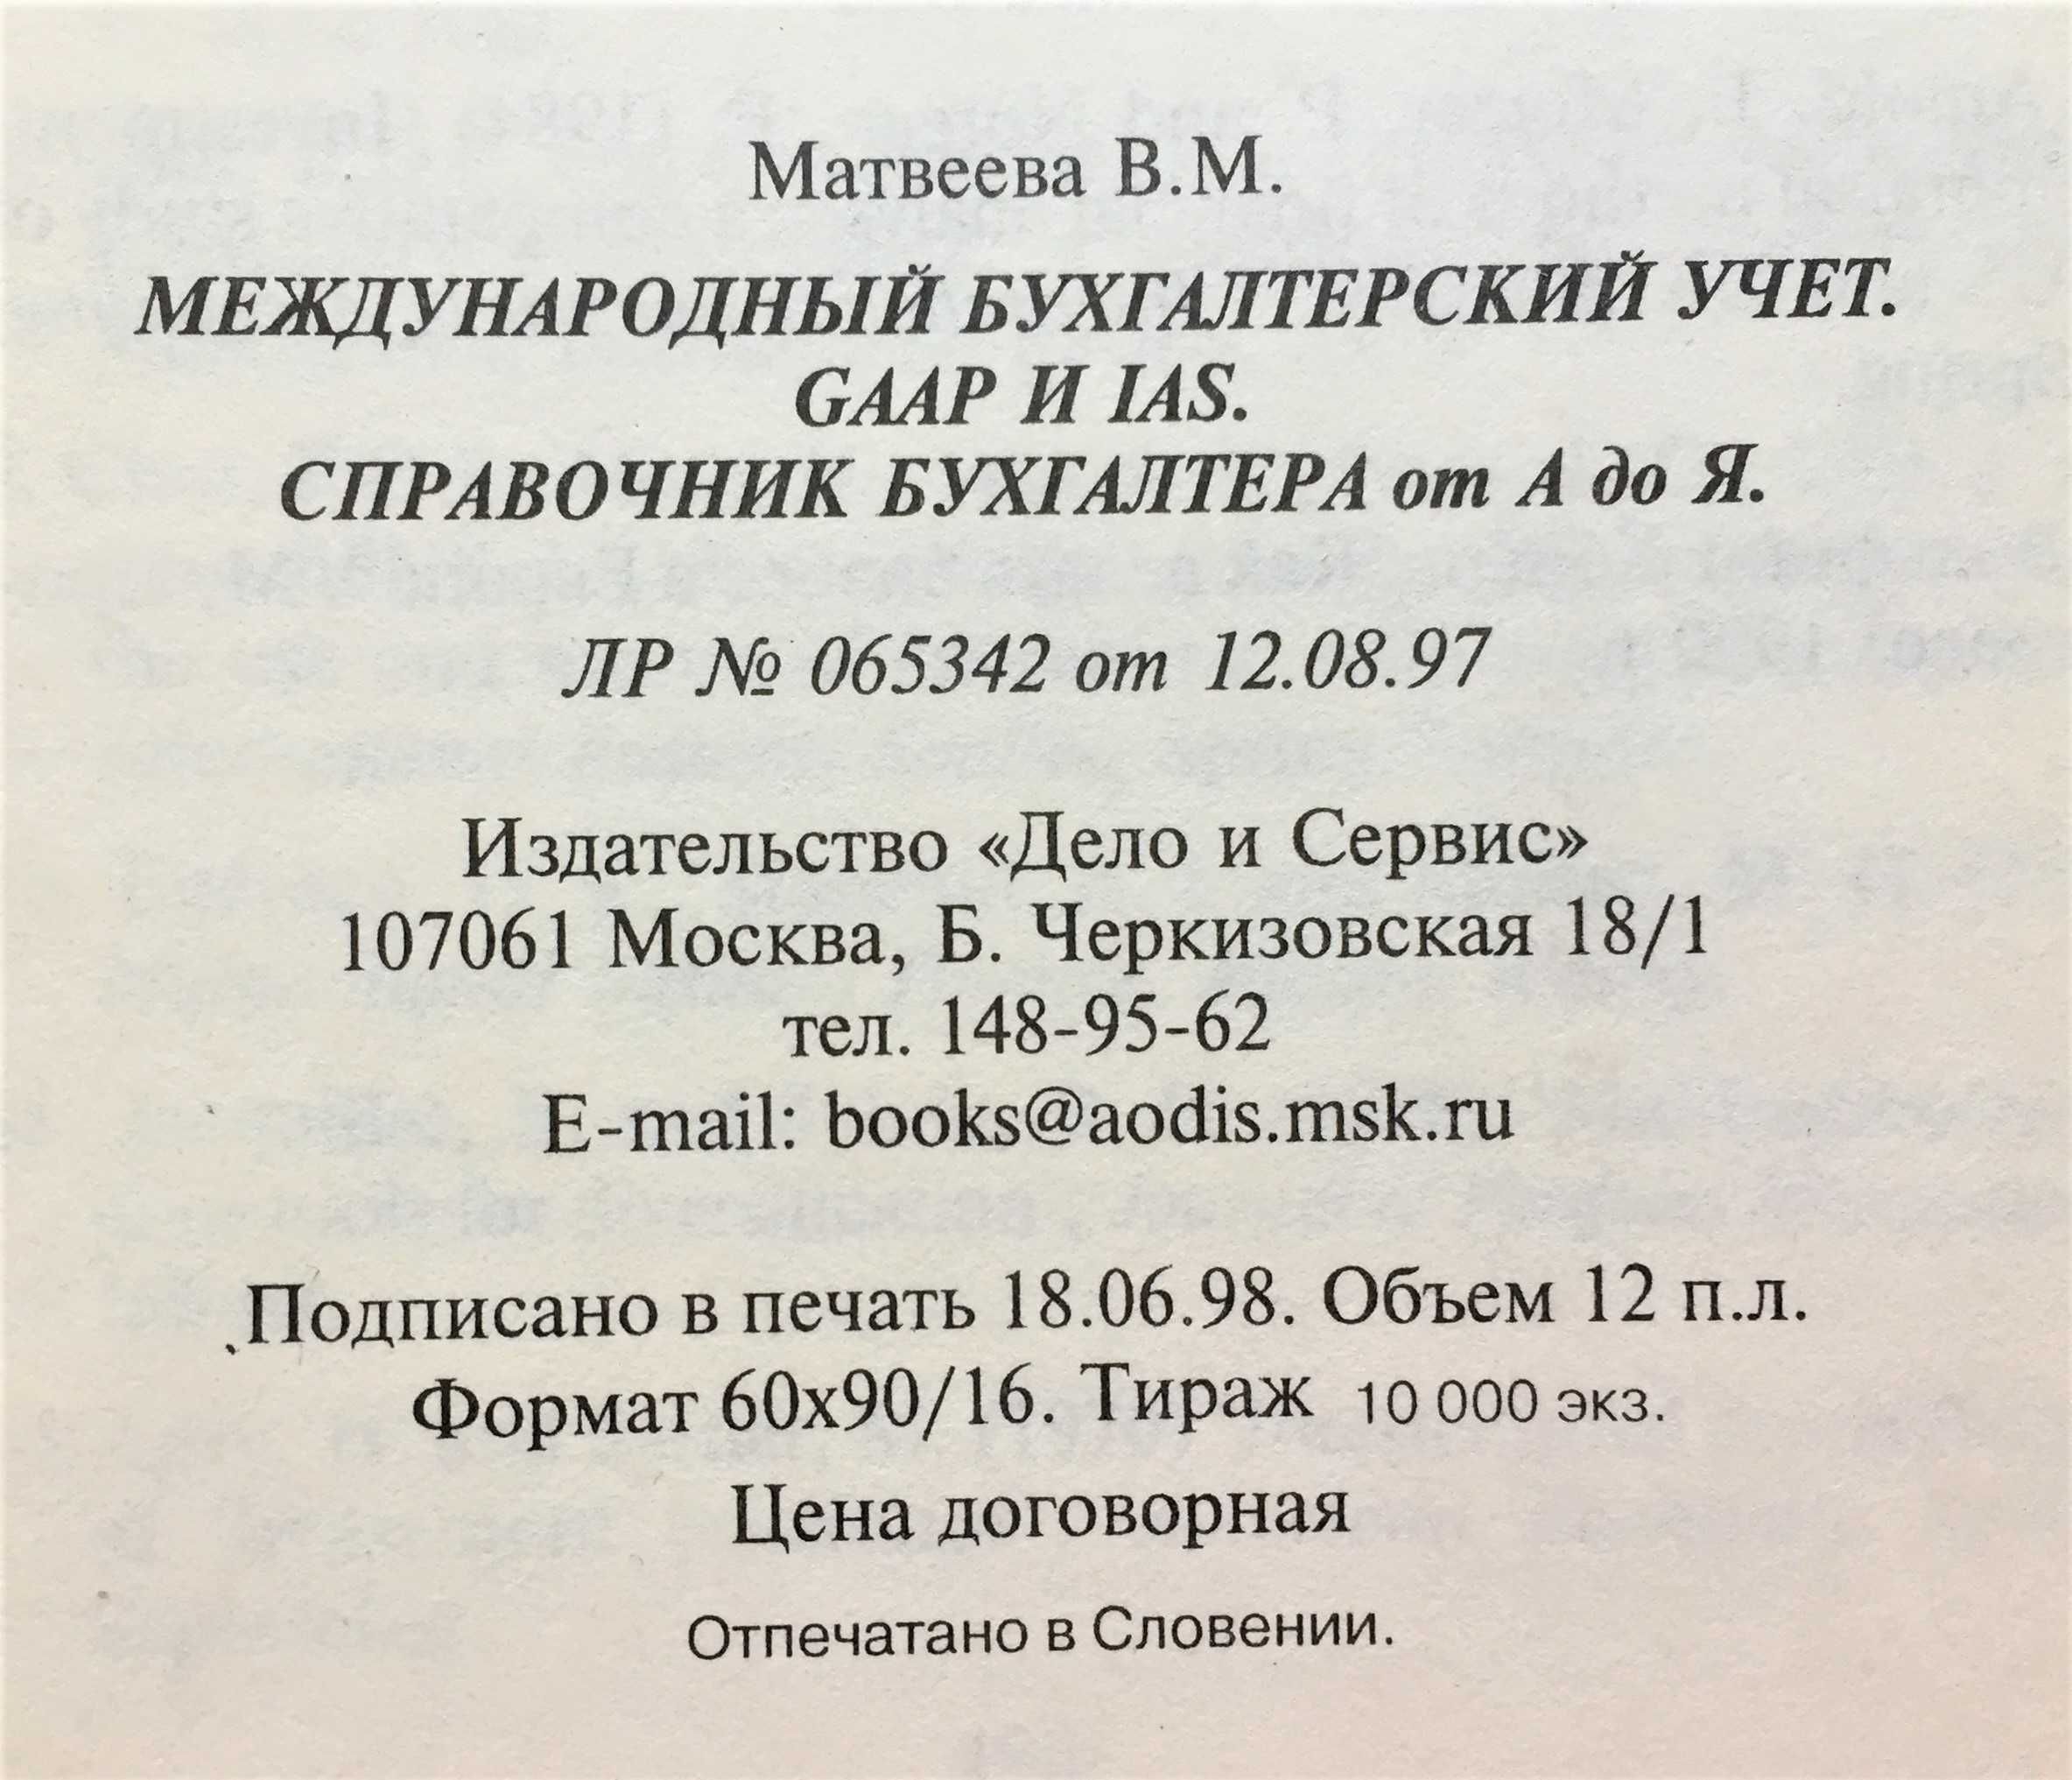 Матвеева В.М.
МЕЖДУНАРОДНЫЙ БУХГАЛТЕРСКИЙ УЧЕТ.
GAAP И IAS.
СПРАВОЧНИК БУХГАЛТЕРА от А до Я.
ЛР № 065342 от 12.08.97
Издательство «Дело и Сервис»
107061 Москва, Б. Черкизовская 18/1
тел. 148-95-62
E-mail: books@aodis.msk.ru
Подписано в печать 18.06.98. Объем 12 п.л.
Формат 60x90/16. Тираж 10 000 экз.
Цена договорная
Отпечатано в Словении.